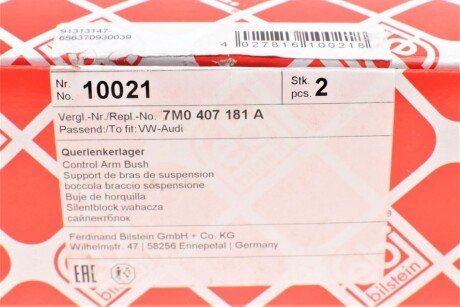 91313147-
656370930039
4 027816 100218
Nr.
No. 10021
Stk.
pcs. 2
Vergl.-Nr./Repl.-No. 7M0 407 181 A
Passend:/To fit:VW-Audi
Querlenkerlager
Control Arm Bush
Support de bras de suspension
boccola braccio sospensione
Buje de horquilla
Silentblock wahacza
сайлентблок
Ferdinand Bilstein GmbH + Co. KG
Wilhelmstr. 47 | 58256 Ennepetal | Germany
EAC
bilstein